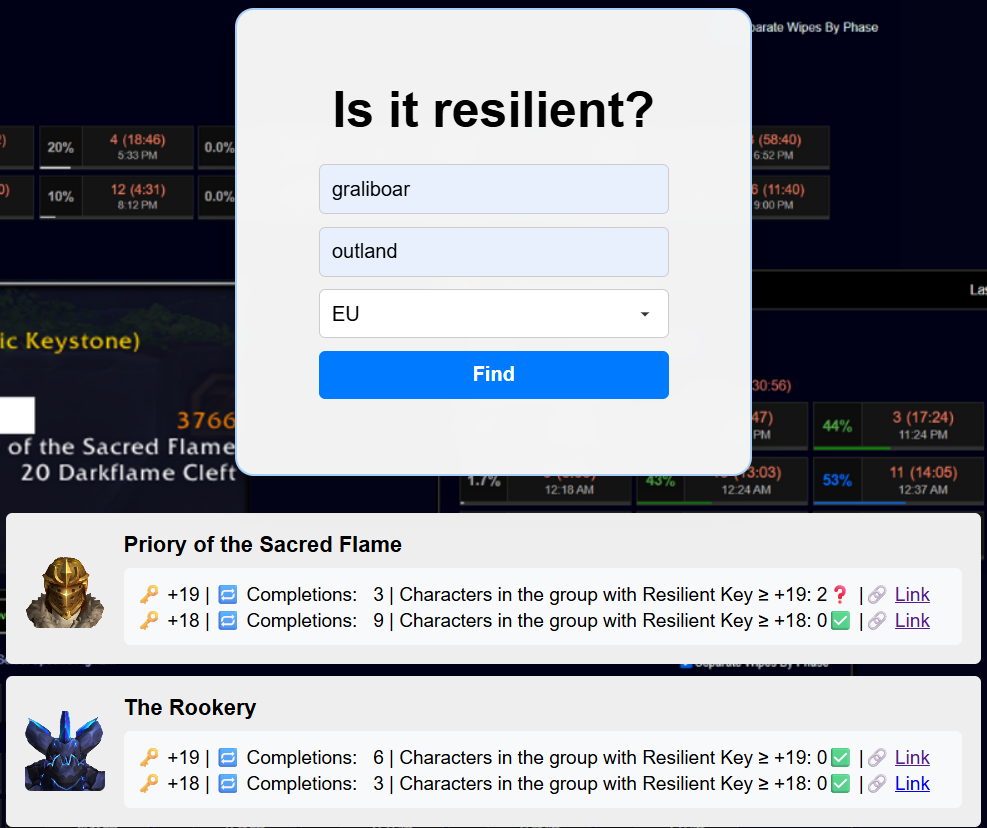 parate Wipes By Phase
Is it resilient?
20%
4 (18:46)
5:33 PM
0.0%
(58:40)
6:52 PM
10%
12 (4:31)
8:12 PM
0.0%
(11:40)
9:00 PM
graliboar
outland
EU
Find
Las
ic Keystone)
3766
of the Sacred Flame
20 Darkflame Cleft
30:56)
47)
PM
44%
3 (17:24)
11:24 PM
1.7%
12:18 AM
43%
3:03)
12:24 AM
53%
11 (14:05)
12:37 AM
Priory of the Sacred Flame
🔑 +19 | 🔁 Completions: 3 | Characters in the group with Resilient Key ≥ +19: 2❓ | 🔗 Link
🔑 +18 | 🔁 Completions: 9 | Characters in the group with Resilient Key ≥ +18: 0✅ | 🔗 Link
Separate Wipes By Phase
The Rookery
🔑 +19 | 🔁 Completions: 6 | Characters in the group with Resilient Key ≥ +19: 0✅ | 🔗 Link
🔑 +18 | 🔁 Completions: 3 | Characters in the group with Resilient Key ≥ +18: 0✅ | 🔗 Link